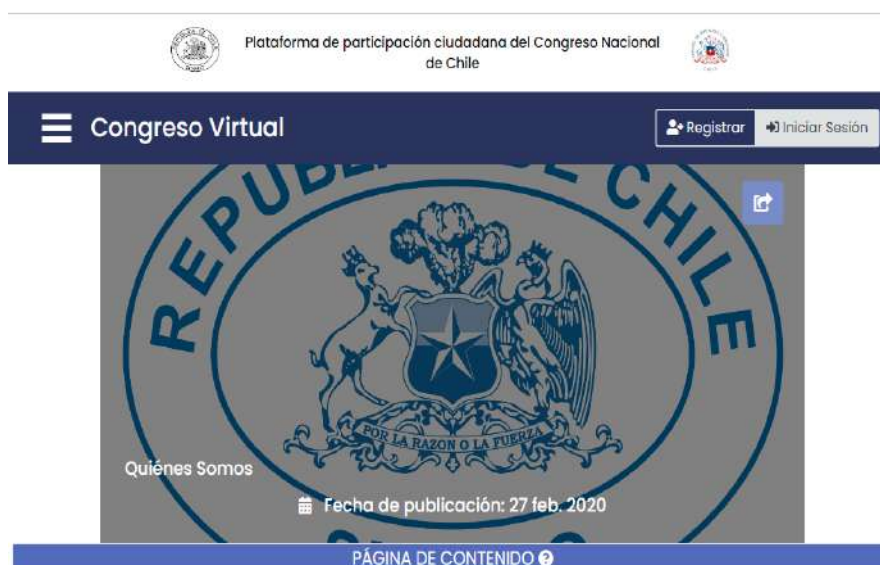 Plataforma de participación ciudadana del Congreso Nacional
de Chile
Congreso Virtual
Registrar
Iniciar Sesión
REPUBLICA DE CHILE
POR LA RAZON O LA FUERZA
Quiénes Somos
Fecha de publicación: 27 feb. 2020
PÁGINA DE CONTENIDO